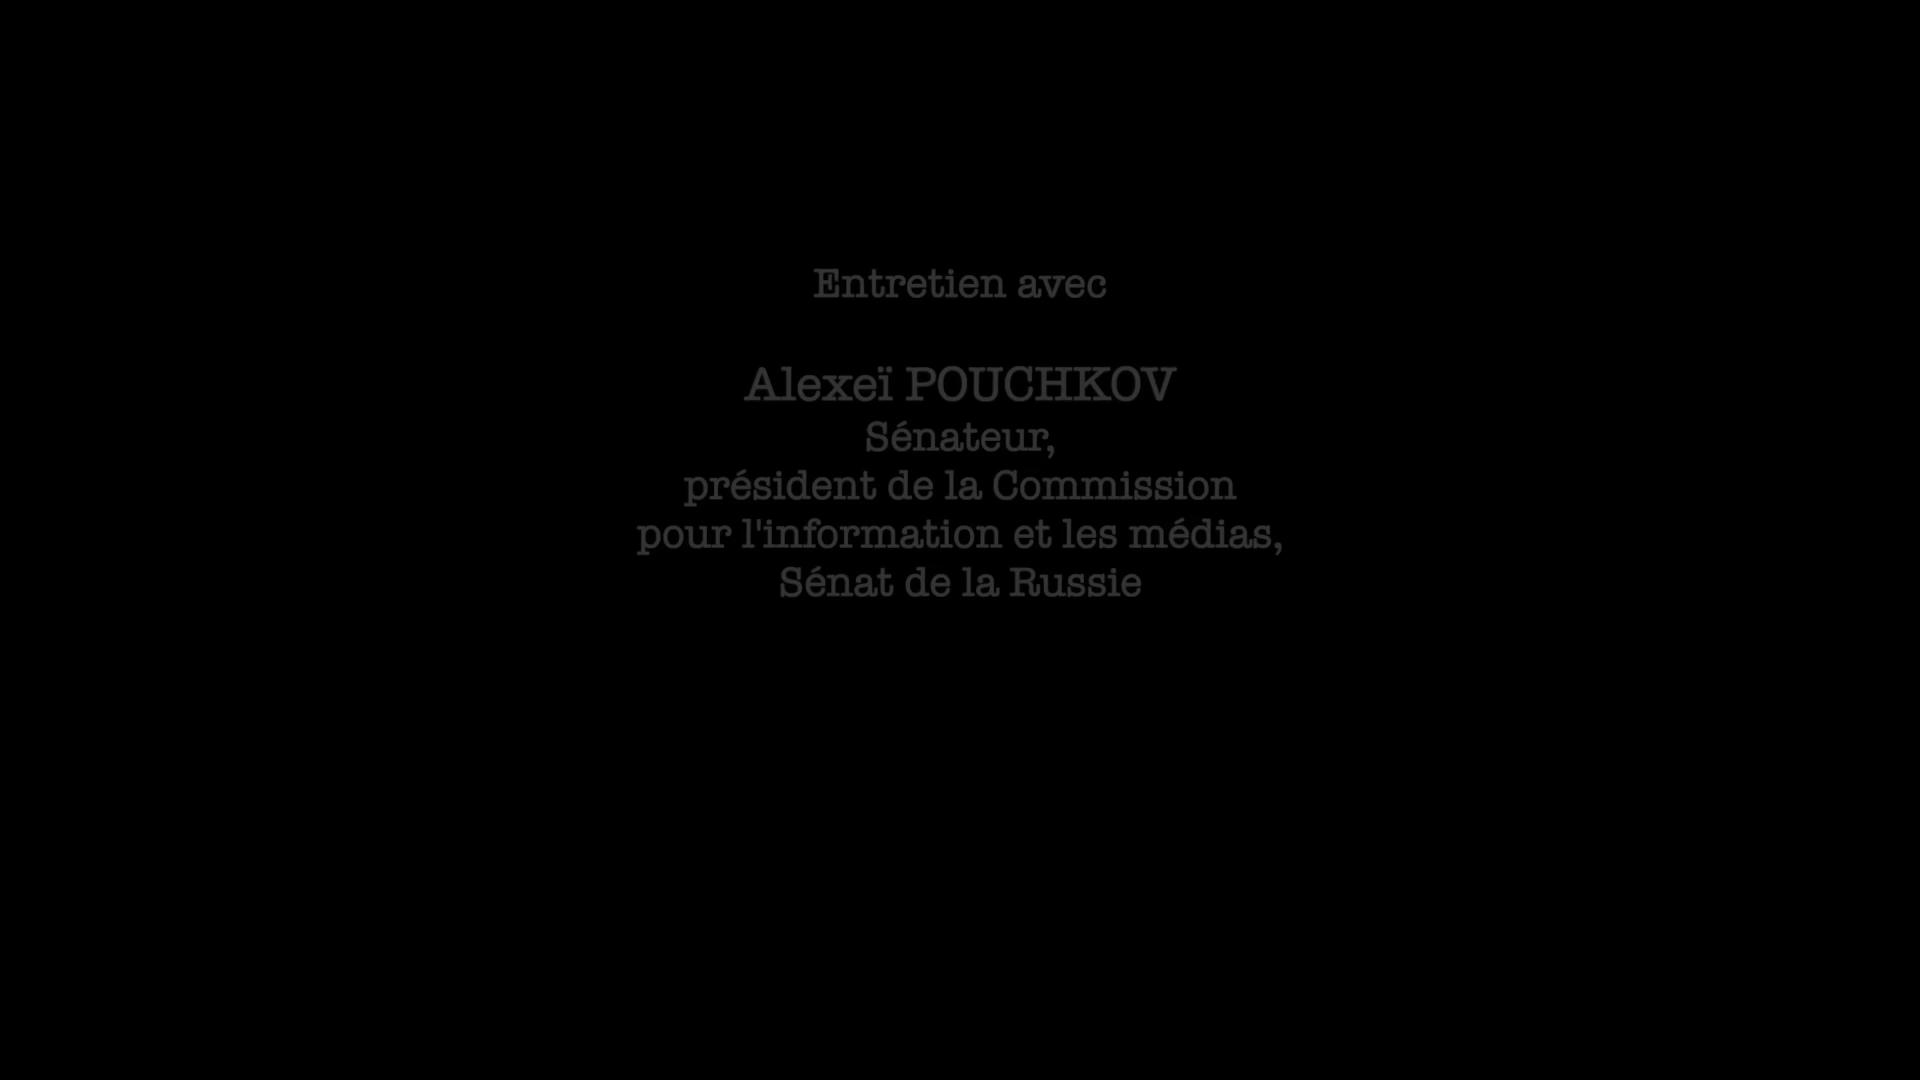 Entretien avec
Alexeï POUCHKOV
Sénateur,
président de la Commission
pour l'information et les médias,
Sénat de la Russie